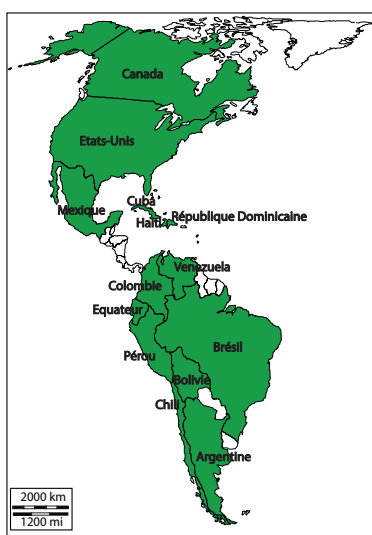 Canada
Etats-Unis
Cuba
Mexique
République Dominicaine
Haïti
Venezuela
Colombie
Equateur
Brésil
Pérou
Bolivie
Chili
Argentine
2000 km
1200 mi